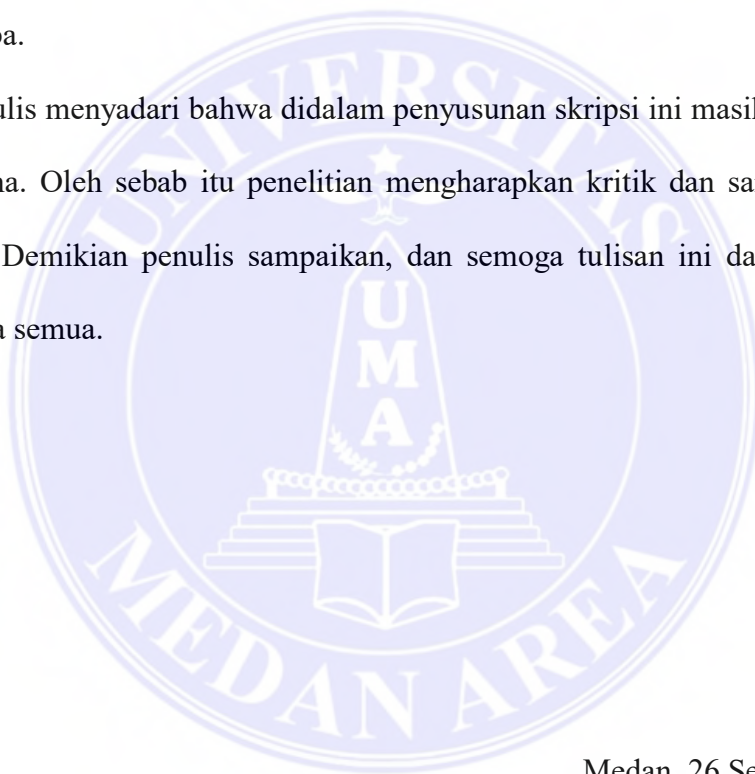 pa.
ulis menyadari bahwa didalam penyusunan skripsi ini masih
na. Oleh sebab itu penelitian mengharapkan kritik dan sa
Demikian penulis sampaikan, dan semoga tulisan ini da
a semua.
UNIVERSITAS
UMA
MEDAN AREA
Medan, 26 Se